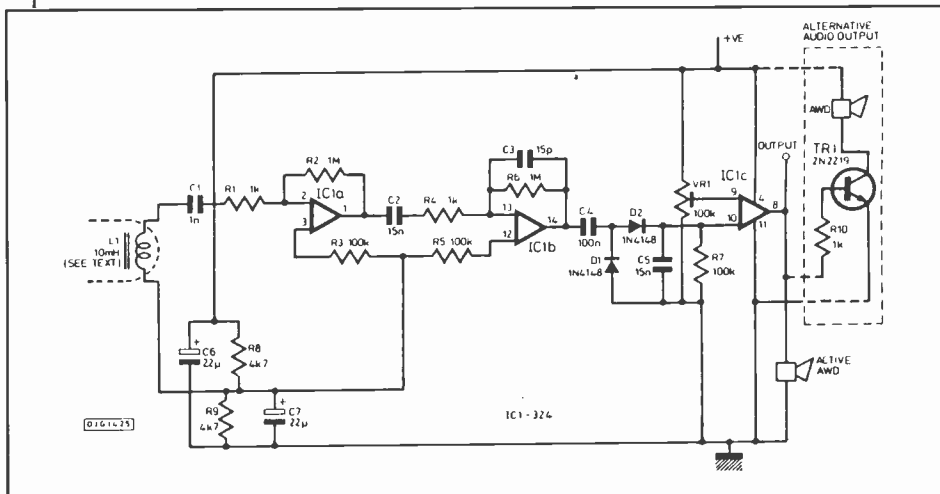 ALTERNATIVE
AUDIO OUTPUT
+VE
AWD
TR1
2N2219
OUTPUT
C3
15p
R2 1M
R6 1M
IC1a
IC1b
IC1c
C1
1n
R1 1k
2
3
1
C2
15n
R4
1k
13
12
14
C4
100n
D2
1N4148
VR1
100k
9
10
4
11
8
R10
1k
L1
10mH
(SEE TEXT)
R3 100k
R5 100k
D1
1N4148
C5
15n
R7
100k
C6
22µ
R8
4k7
R9
4k7
C7
22µ
ACTIVE
AWD
IC1-324